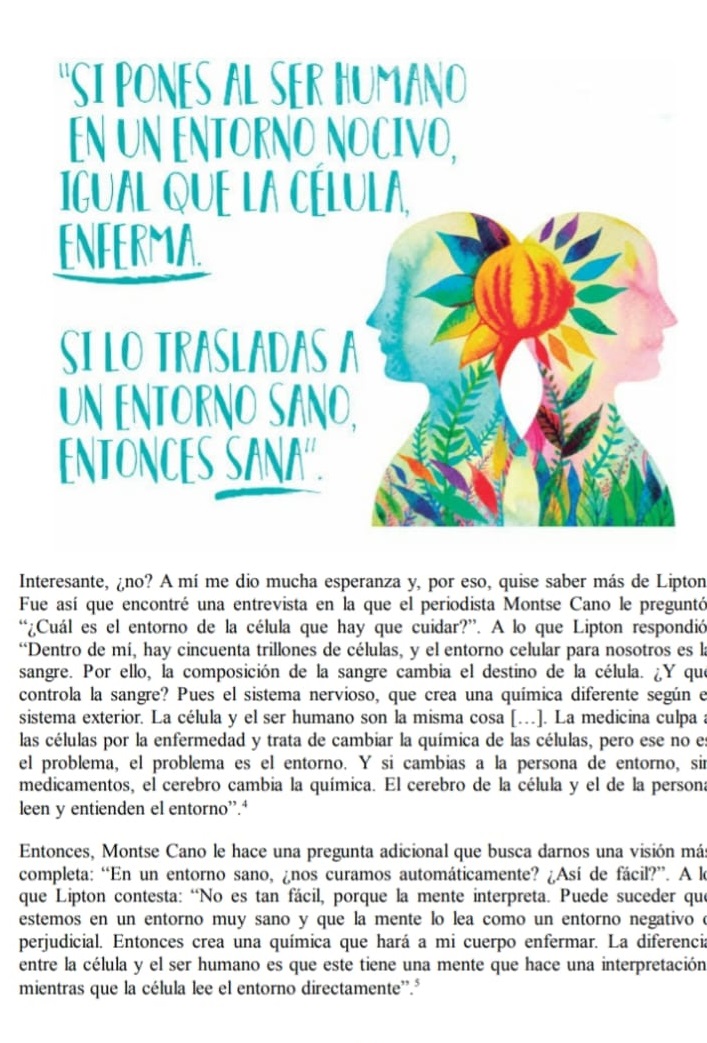 "SI PONES AL SER HUMANO
EN UN ENTORNO NOCIVO,
IGUAL QUE LA CÉLULA,
ENFERMA.
SI LO TRASLADAS A
UN ENTORNO SANO,
ENTONCES SANA".
Interesante, ¿no? A mí me dio mucha esperanza y, por eso, quise saber más de Lipton
Fue así que encontré una entrevista en la que el periodista Montse Cano le preguntó
“¿Cuál es el entorno de la célula que hay que cuidar?”. A lo que Lipton respondió
“Dentro de mí, hay cincuenta trillones de células, y el entorno celular para nosotros es la
sangre. Por ello, la composición de la sangre cambia el destino de la célula. ¿Y qué
controla la sangre? Pues el sistema nervioso, que crea una química diferente según e
sistema exterior. La célula y el ser humano son la misma cosa […]. La medicina culpa a
las células por la enfermedad y trata de cambiar la química de las células, pero ese no es
el problema, el problema es el entorno. Y si cambias a la persona de entorno, sin
medicamentos, el cerebro cambia la química. El cerebro de la célula y el de la persona
leen y entienden el entorno”.⁴
Entonces, Montse Cano le hace una pregunta adicional que busca darnos una visión más
completa: “En un entorno sano, ¿nos curamos automáticamente? ¿Así de fácil?”. A lo
que Lipton contesta: “No es tan fácil, porque la mente interpreta. Puede suceder que
estemos en un entorno muy sano y que la mente lo lea como un entorno negativo o
perjudicial. Entonces crea una química que hará a mi cuerpo enfermar. La diferencia
entre la célula y el ser humano es que este tiene una mente que hace una interpretación
mientras que la célula lee el entorno directamente”.⁵